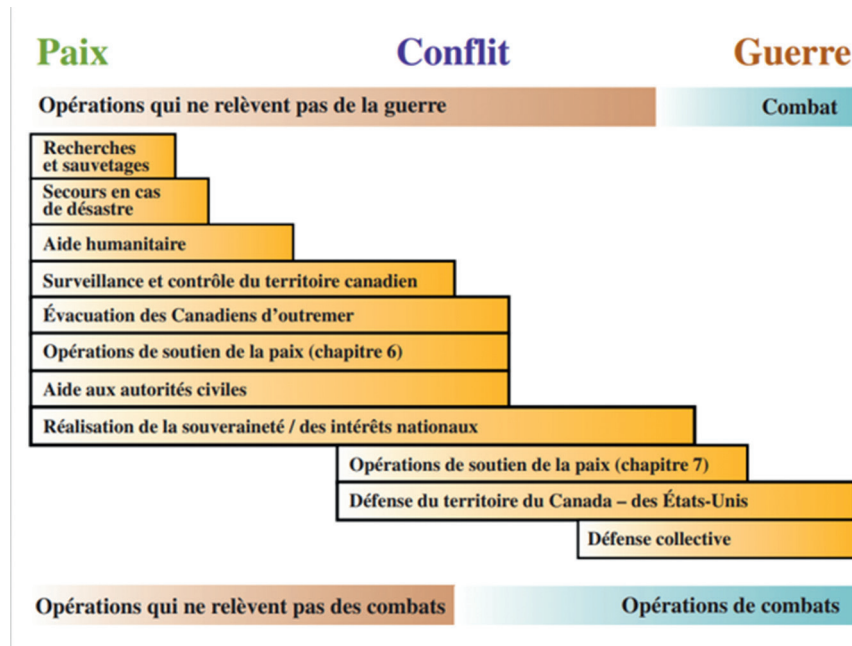 Paix Conflit Guerre
Opérations qui ne relèvent pas de la guerre Combat
Recherches
et sauvetages
Secours en cas
de désastre
Aide humanitaire
Surveillance et contrôle du territoire canadien
Évacuation des Canadiens d’outremer
Opérations de soutien de la paix (chapitre 6)
Aide aux autorités civiles
Réalisation de la souveraineté / des intérêts nationaux
Opérations de soutien de la paix (chapitre 7)
Défense du territoire du Canada – des États-Unis
Défense collective
Opérations qui ne relèvent pas des combats Opérations de combats